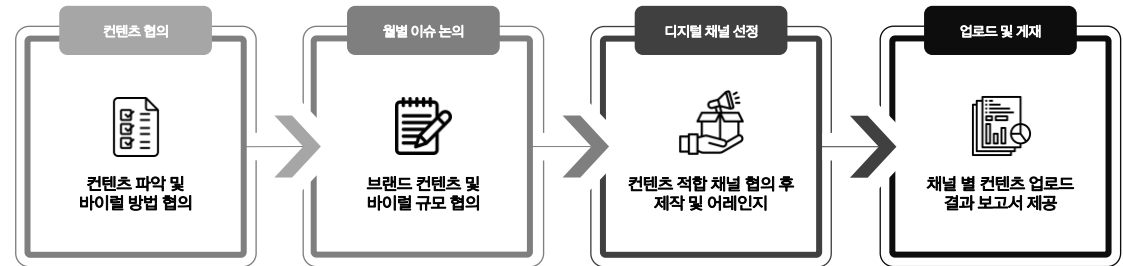 컨텐츠 협의
컨텐츠 파악 및
바이럴 방법 협의
월별 이슈 논의
브랜드 컨텐츠 및
바이럴 규모 협의
디지털 채널 선정
컨텐츠 적합 채널 협의 후
제작 및 어레인지
업로드 및 게재
채널 별 컨텐츠 업로드
결과 보고서 제공